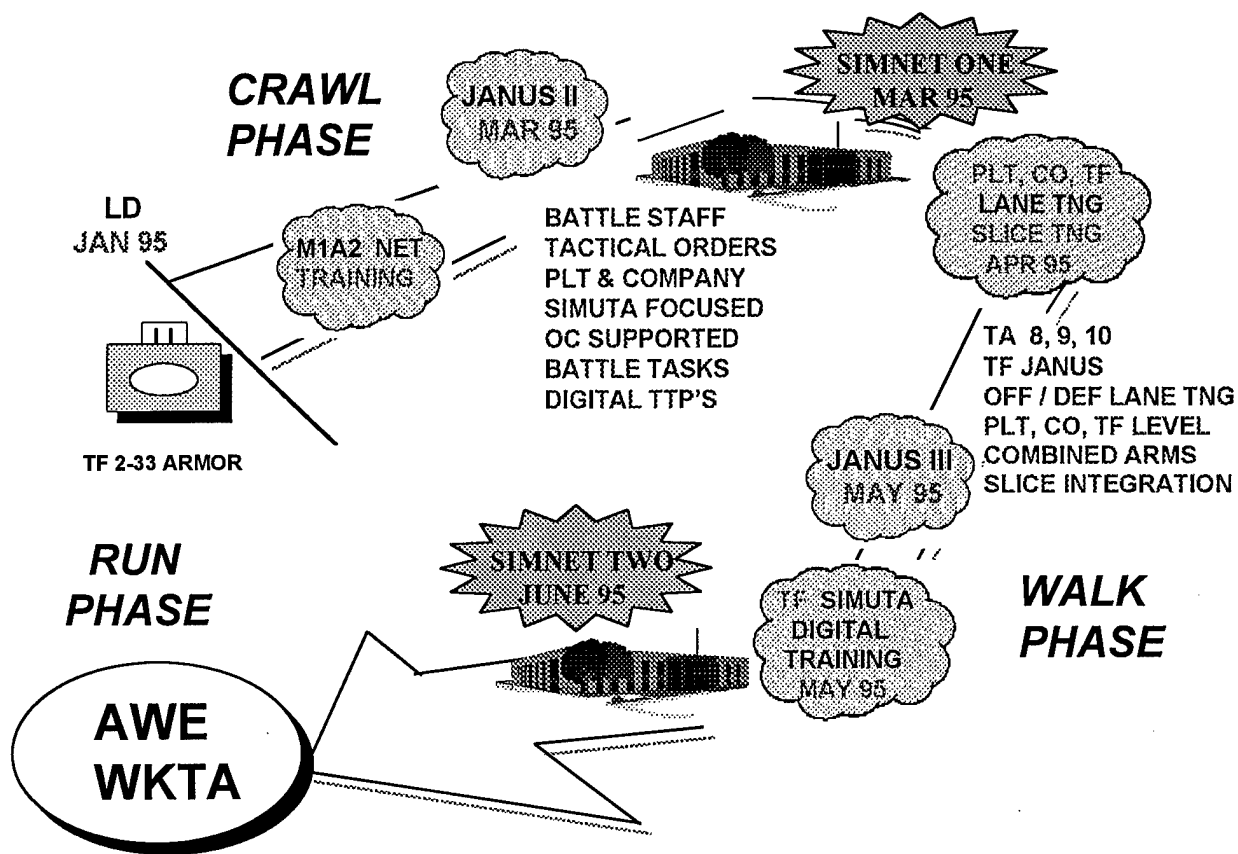 CRAWL
PHASE
LD
JAN 95
TF 2-33 ARMOR
M1A2 NET
TRAINING
JANUS II
MAR 95
SIMNET ONE
MAR 95
BATTLE STAFF
TACTICAL ORDERS
PLT & COMPANY
SIMUTA FOCUSED
OC SUPPORTED
BATTLE TASKS
DIGITAL TTP'S
PLT, CO, TF
LANE TNG
SLICE TNG
APR 95
TA 8, 9, 10
TF JANUS
OFF / DEF LANE TNG
PLT, CO, TF LEVEL
COMBINED ARMS
SLICE INTEGRATION
JANUS III
MAY 95
WALK
PHASE
TF SIMUTA
DIGITAL
TRAINING
MAY 95
SIMNET TWO
JUNE 95
RUN
PHASE
AWE
WKTA